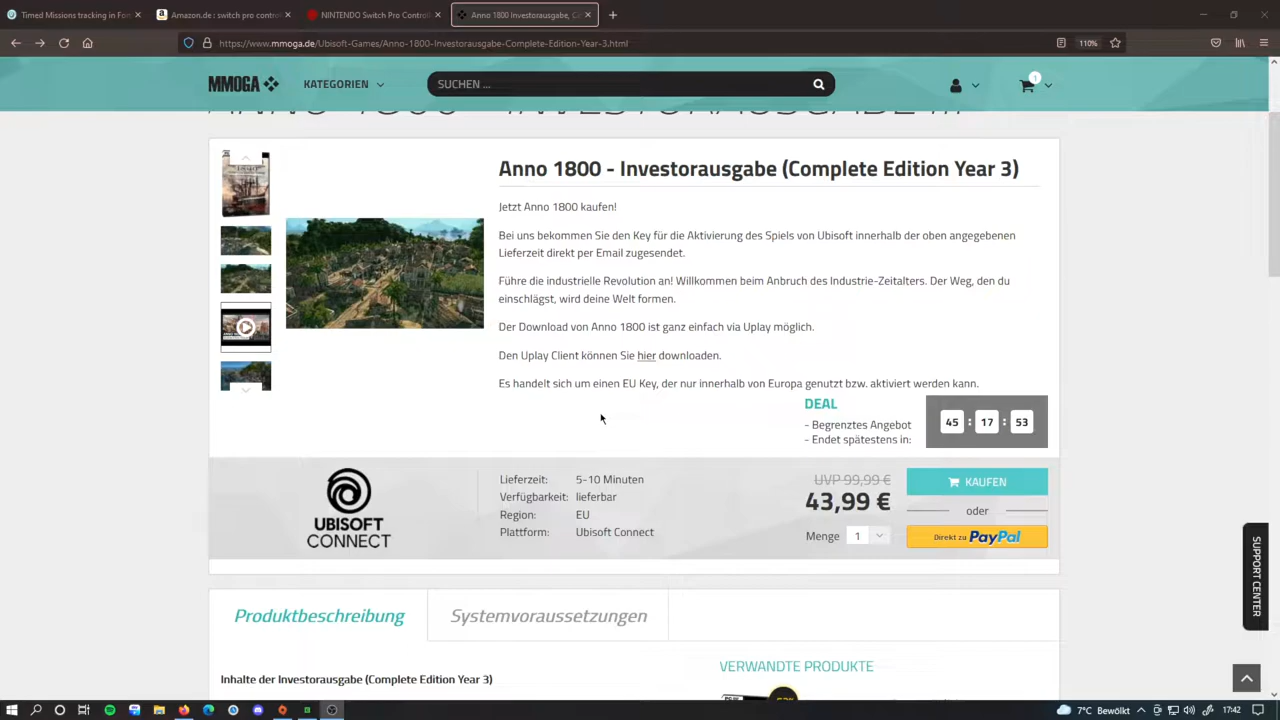 Timed Missions tracking in Fo
Amazon.de : switch pro control
NINTENDO Switch Pro Controlle
Anno 1800 Investorausgabe, C
https://www.mmoga.de/Ubisoft-Games/Anno-1800-Investorausgabe-Complete-Edition-Year-3.html
110%
MMOGA
KATEGORIEN
SUCHEN ...
1
Anno 1800 - Investorausgabe (Complete Edition Year 3)
Jetzt Anno 1800 kaufen!
Bei uns bekommen Sie den Key für die Aktivierung des Spiels von Ubisoft innerhalb der oben angegebenen
Lieferzeit direkt per Email zugesendet.
Führe die industrielle Revolution an! Willkommen beim Anbruch des Industrie-Zeitalters. Der Weg, den du
einschlägst, wird deine Welt formen.
Der Download von Anno 1800 ist ganz einfach via Uplay möglich.
Den Uplay Client können Sie hier downloaden.
Es handelt sich um einen EU Key, der nur innerhalb von Europa genutzt bzw. aktiviert werden kann.
DEAL
- Begrenztes Angebot
- Endet spätestens in:
45 : 17 : 53
UBISOFT
CONNECT
Lieferzeit: 5-10 Minuten
Verfügbarkeit: lieferbar
Region: EU
Plattform: Ubisoft Connect
UVP 99,99 €
43,99 €
Menge 1
KAUFEN
oder
Direkt zu PayPal
SUPPORT CENTER
Produktbeschreibung
Systemvoraussetzungen
VERWANDTE PRODUKTE
Inhalte der Investorausgabe (Complete Edition Year 3)
7°C Bewölkt
17:42